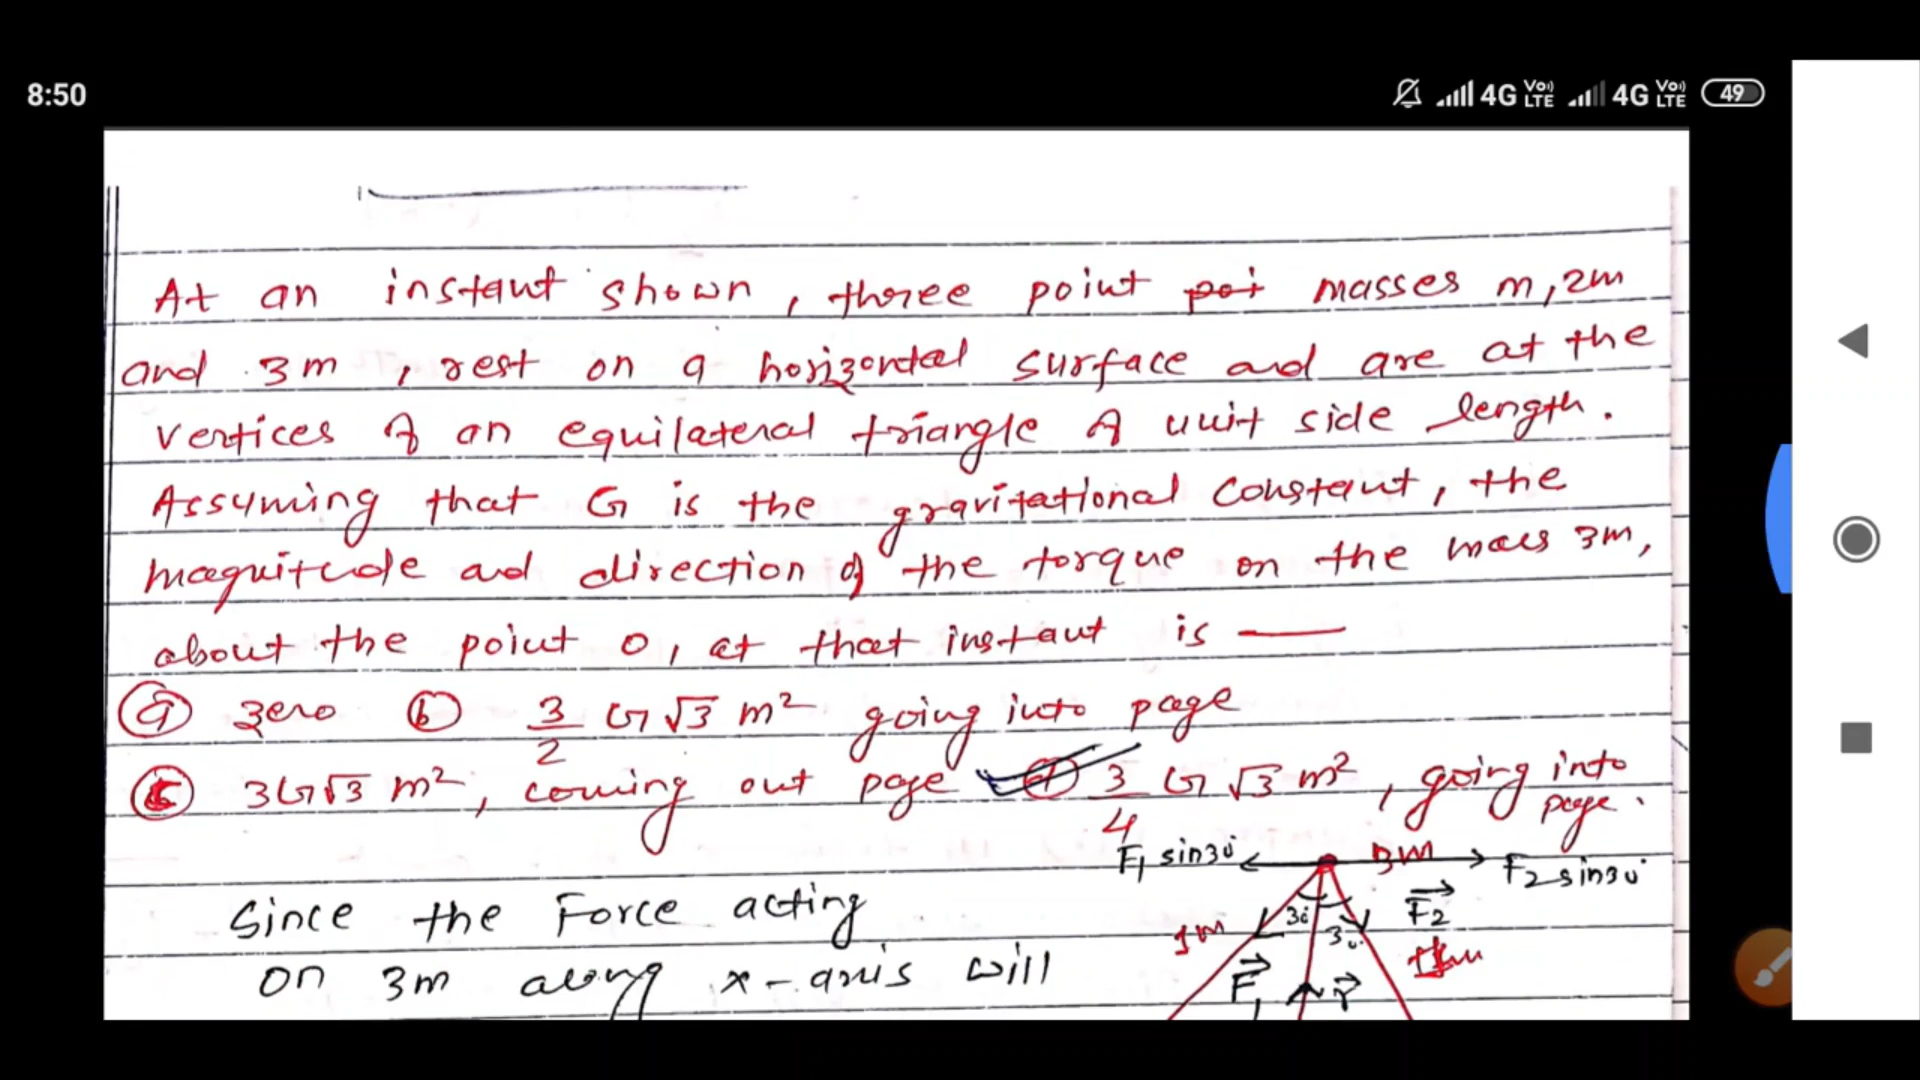 8:50 4G Vo) LTE 4G Vo) LTE 49
At an instant shown, three point poi masses m, 2m
and 3m, rest on a horizontal surface and are at the
vertices of an equilateral triangle of unit side length.
Assuming that G is the gravitational constant, the
magnitude and direction of the torque on the mass 3m,
about the point O, at that instant is —
(a) zero (b) 3/2 G√3 m² going into page
(c) 3G√3 m², coming out page (d) 3/4 G√3 m², going into page.
F₁ sin30° 3m F₂ sin30°
Since the Force acting 30° 30° F₂
1m
on 3m along x-axis will F₁ r